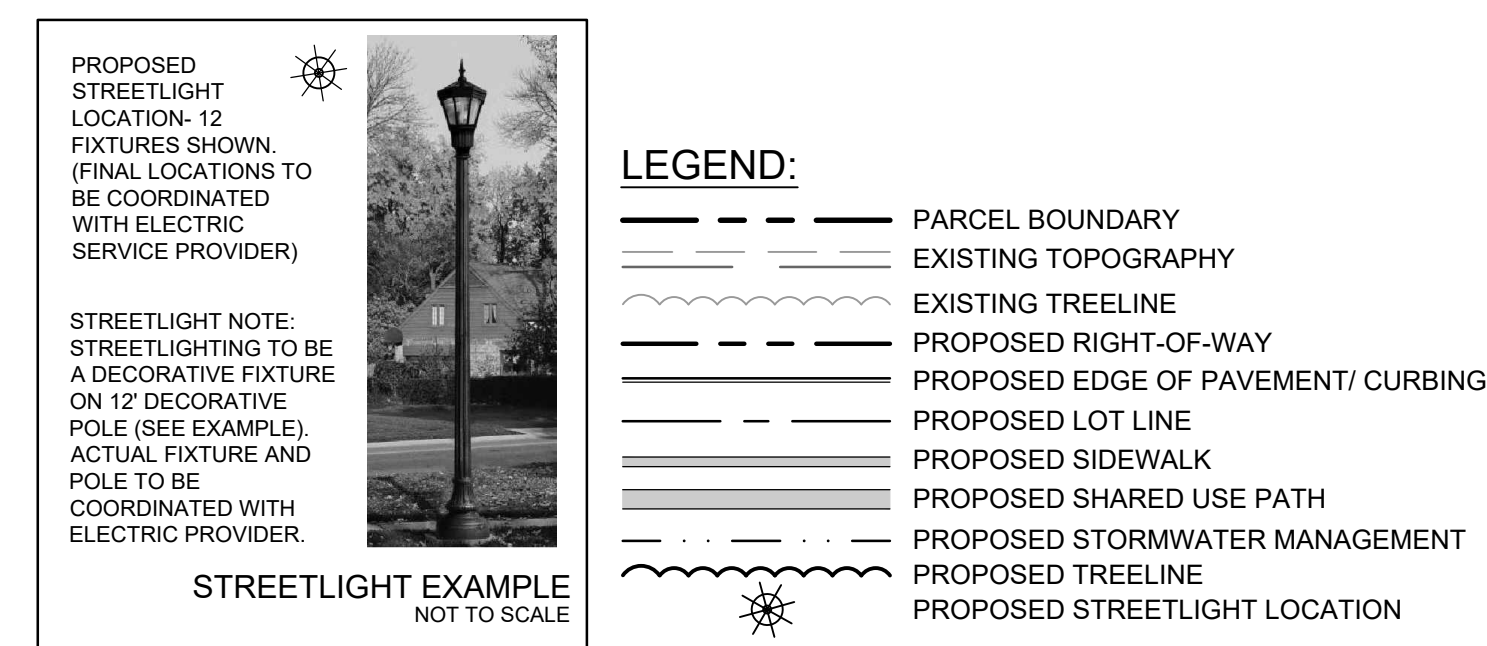 PROPOSED
STREETLIGHT
LOCATION- 12
FIXTURES SHOWN.
(FINAL LOCATIONS TO
BE COORDINATED
WITH ELECTRIC
SERVICE PROVIDER)
STREETLIGHT NOTE:
STREETLIGHTING TO BE
A DECORATIVE FIXTURE
ON 12' DECORATIVE
POLE (SEE EXAMPLE).
ACTUAL FIXTURE AND
POLE TO BE
COORDINATED WITH
ELECTRIC PROVIDER.
STREETLIGHT EXAMPLE
NOT TO SCALE
LEGEND:
PARCEL BOUNDARY
EXISTING TOPOGRAPHY
EXISTING TREELINE
PROPOSED RIGHT-OF-WAY
PROPOSED EDGE OF PAVEMENT/ CURBING
PROPOSED LOT LINE
PROPOSED SIDEWALK
PROPOSED SHARED USE PATH
PROPOSED STORMWATER MANAGEMENT
PROPOSED TREELINE
PROPOSED STREETLIGHT LOCATION